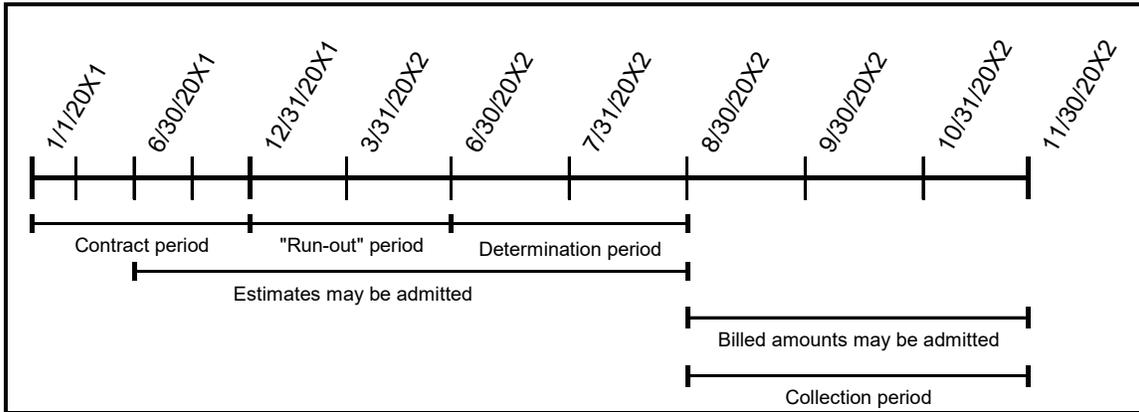 1/1/20X1
6/30/20X1
12/31/20X1
3/31/20X2
6/30/20X2
7/31/20X2
8/30/20X2
9/30/20X2
10/31/20X2
11/30/20X2
Contract period
"Run-out" period
Determination period
Estimates may be admitted
Billed amounts may be admitted
Collection period